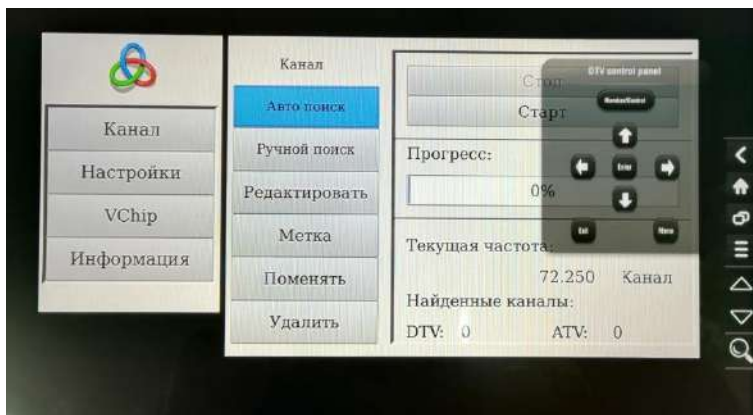 Канал
Настройки
VChip
Информация
Канал
Авто поиск
Ручной поиск
Редактировать
Метка
Поменять
Удалить
Стоп
Старт
Прогресс:
0%
Текущая частота:
72.250 Канал
Найденные каналы:
DTV: 0 ATV: 0
DTV control panel
Enter
Exit
Menu